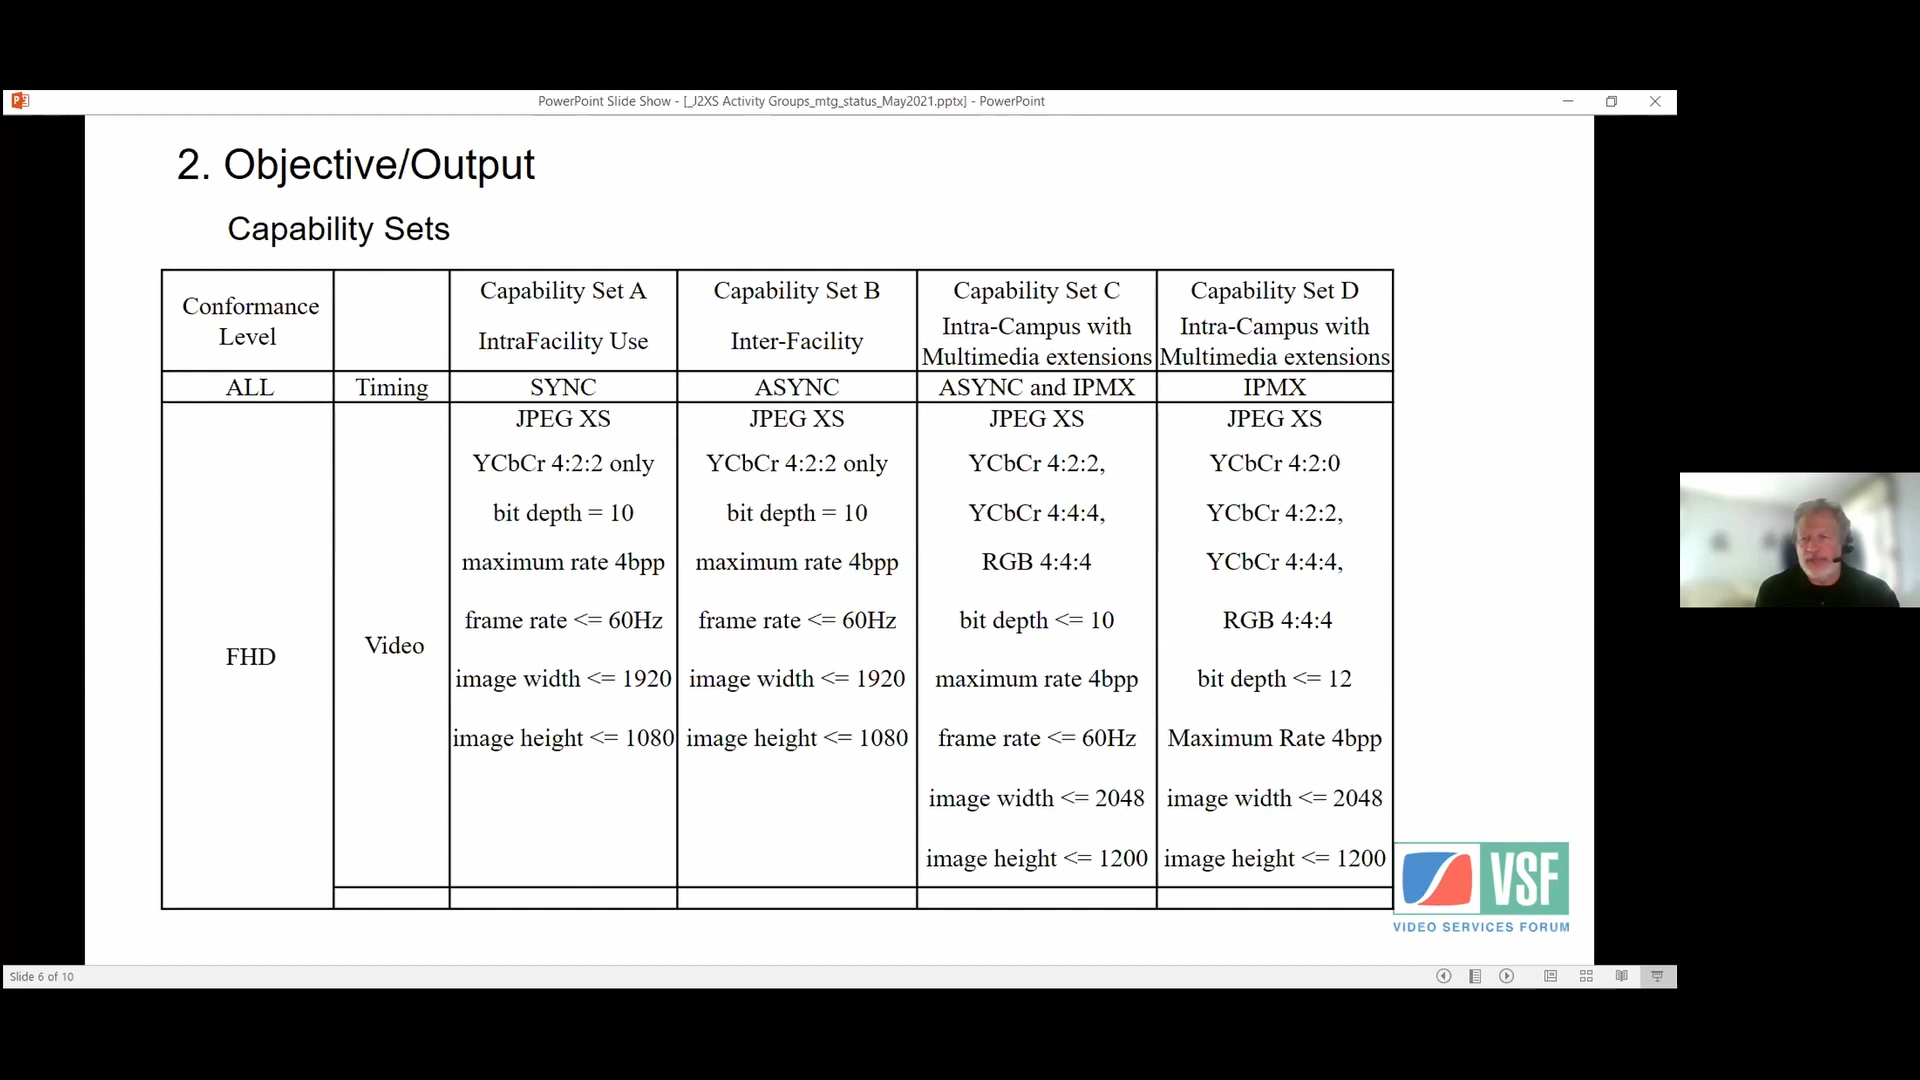 PowerPoint Slide Show - [_J2XS Activity Groups_mtg_status_May2021.pptx] - PowerPoint
2. Objective/Output
Capability Sets
Conformance
Level
Capability Set A
IntraFacility Use
Capability Set B
Inter-Facility
Capability Set C
Intra-Campus with
Multimedia extensions
Capability Set D
Intra-Campus with
Multimedia extensions
ALL
Timing
SYNC
ASYNC
ASYNC and IPMX
IPMX
FHD
Video
JPEG XS
YCbCr 4:2:2 only
bit depth = 10
maximum rate 4bpp
frame rate <= 60Hz
image width <= 1920
image height <= 1080
JPEG XS
YCbCr 4:2:2 only
bit depth = 10
maximum rate 4bpp
frame rate <= 60Hz
image width <= 1920
image height <= 1080
JPEG XS
YCbCr 4:2:2,
YCbCr 4:4:4,
RGB 4:4:4
bit depth <= 10
maximum rate 4bpp
frame rate <= 60Hz
image width <= 2048
image height <= 1200
JPEG XS
YCbCr 4:2:0
YCbCr 4:2:2,
YCbCr 4:4:4,
RGB 4:4:4
bit depth <= 12
Maximum Rate 4bpp
image width <= 2048
image height <= 1200
VSF
VIDEO SERVICES FORUM
Slide 6 of 10